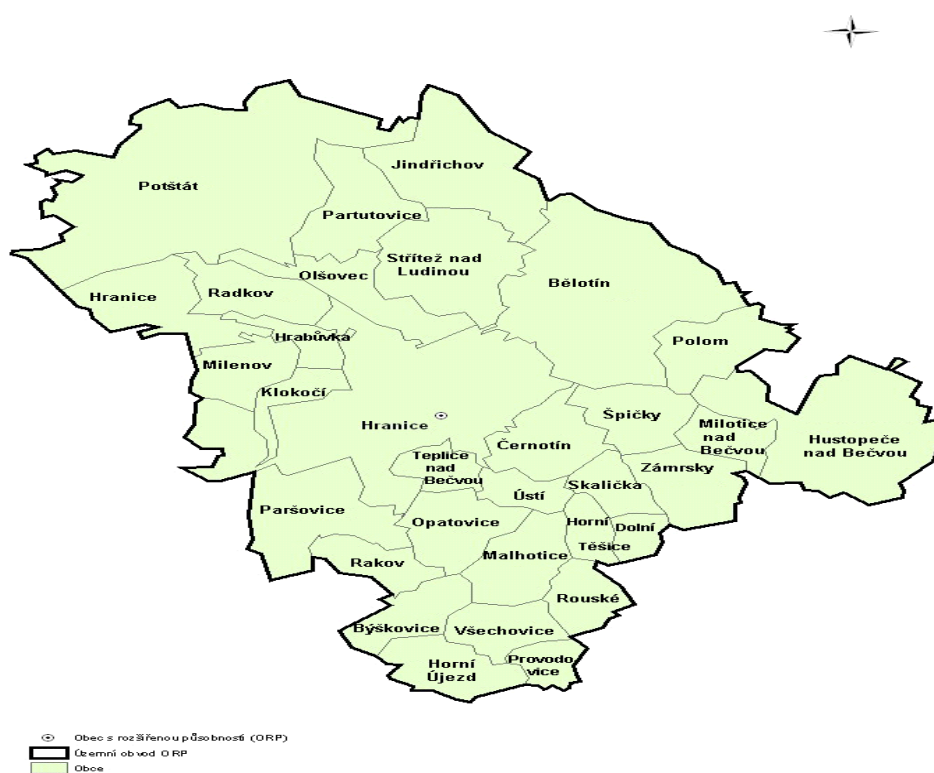 Jindřichov
Potštát
Partutovice
Střítež nad
Ludinou
Olšovec
Bělotín
Hranice
Radkov
Hrabůvka
Polom
Milenov
Klokočí
Hranice
Špičky
Milotice
nad
Bečvou
Hustopeče
nad Bečvou
Černotín
Teplice
nad
Bečvou
Zámrsky
Skalička
Ústí
Paršovice
Opatovice
Horní
Dolní
Těšice
Malhotice
Rakov
Rouské
Býškovice
Všechovice
Horní
Újezd
Provodo
vice
Obec s rozšířenou působností (ORP)
Územní obvod ORP
Obce